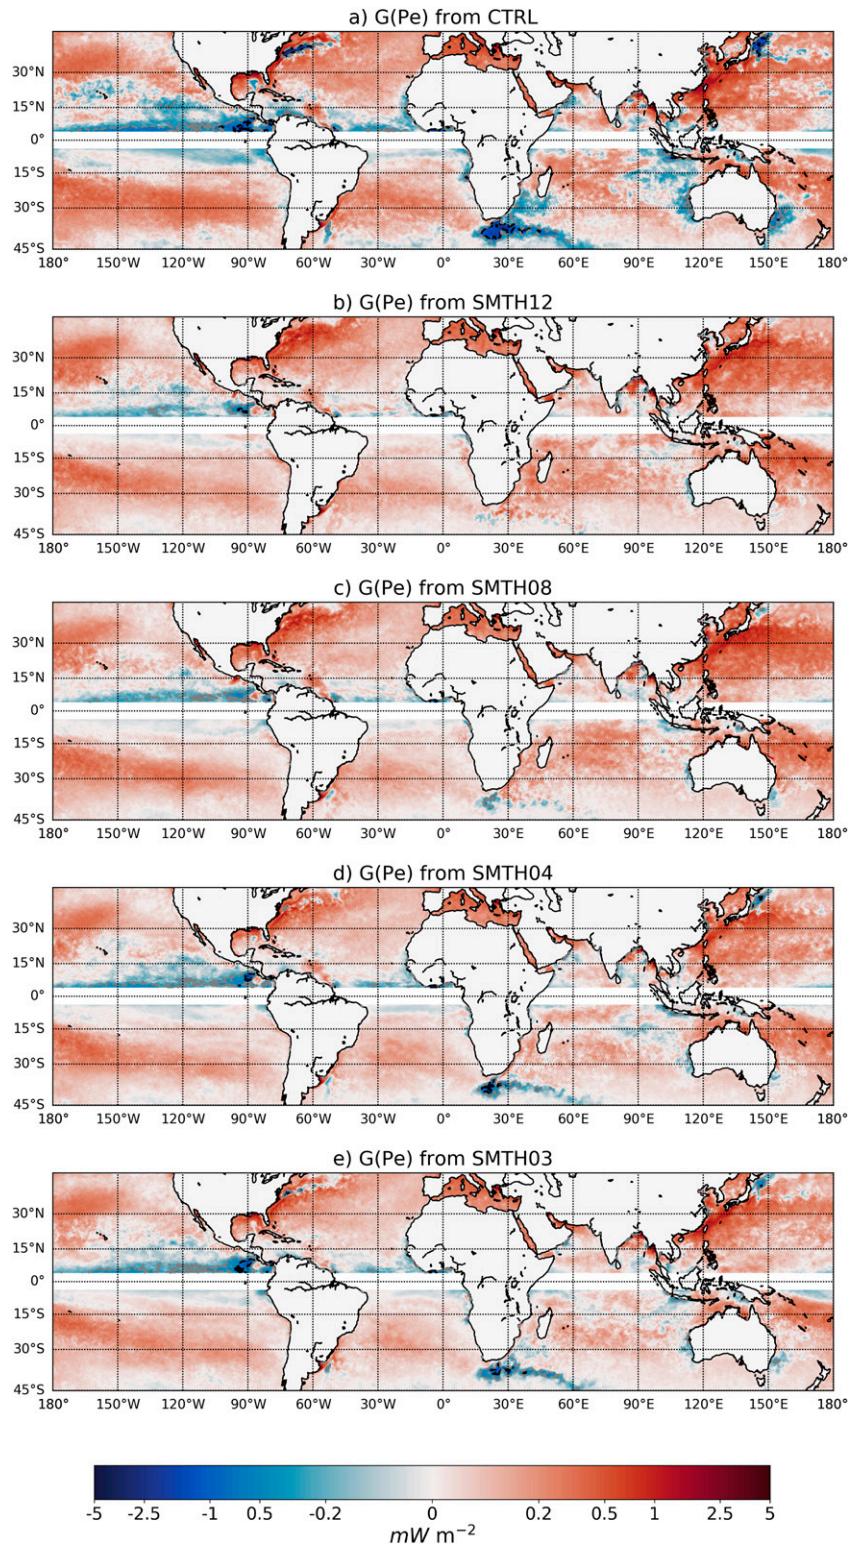 a) G(Pe) from CTRL
30°N
15°N
0°
15°S
30°S
45°S
180° 150°W 120°W 90°W 60°W 30°W 0° 30°E 60°E 90°E 120°E 150°E 180°
b) G(Pe) from SMTH12
30°N
15°N
0°
15°S
30°S
45°S
180° 150°W 120°W 90°W 60°W 30°W 0° 30°E 60°E 90°E 120°E 150°E 180°
c) G(Pe) from SMTH08
30°N
15°N
0°
15°S
30°S
45°S
180° 150°W 120°W 90°W 60°W 30°W 0° 30°E 60°E 90°E 120°E 150°E 180°
d) G(Pe) from SMTH04
30°N
15°N
0°
15°S
30°S
45°S
180° 150°W 120°W 90°W 60°W 30°W 0° 30°E 60°E 90°E 120°E 150°E 180°
e) G(Pe) from SMTH03
30°N
15°N
0°
15°S
30°S
45°S
180° 150°W 120°W 90°W 60°W 30°W 0° 30°E 60°E 90°E 120°E 150°E 180°
-5 -2.5 -1 0.5 -0.2 0 0.2 0.5 1 2.5 5
mW m⁻²